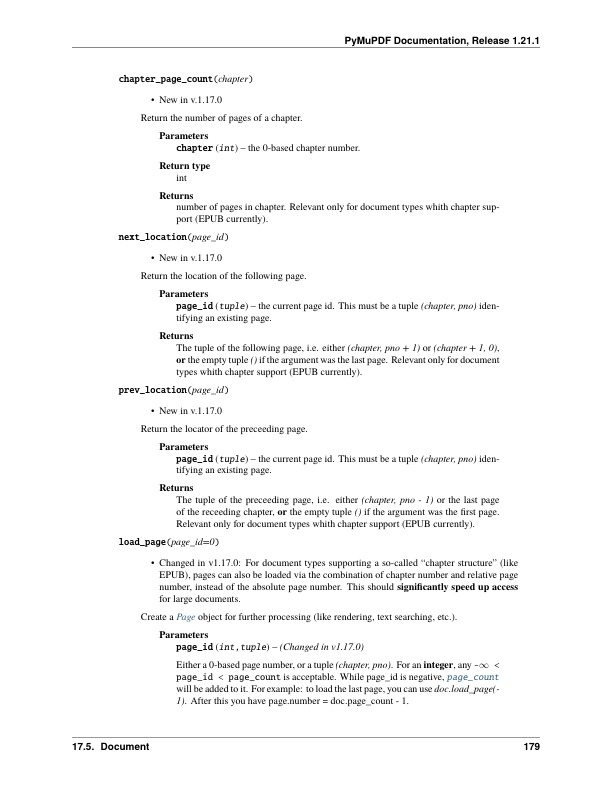 PyMuPDF Documentation, Release 1.21.1
chapter_page_count(chapter)
• New in v.1.17.0
Return the number of pages of a chapter.
Parameters
chapter (int) – the 0-based chapter number.
Return type
int
Returns
number of pages in chapter. Relevant only for document types whith chapter sup-
port (EPUB currently).
next_location(page_id)
• New in v.1.17.0
Return the location of the following page.
Parameters
page_id (tuple) – the current page id. This must be a tuple (chapter, pno) iden-
tifying an existing page.
Returns
The tuple of the following page, i.e. either (chapter, pno + 1) or (chapter + 1, 0),
or the empty tuple () if the argument was the last page. Relevant only for document
types whith chapter support (EPUB currently).
prev_location(page_id)
• New in v.1.17.0
Return the locator of the preceeding page.
Parameters
page_id (tuple) – the current page id. This must be a tuple (chapter, pno) iden-
tifying an existing page.
Returns
The tuple of the preceeding page, i.e. either (chapter, pno - 1) or the last page
of the receeding chapter, or the empty tuple () if the argument was the first page.
Relevant only for document types whith chapter support (EPUB currently).
load_page(page_id=0)
• Changed in v1.17.0: For document types supporting a so-called “chapter structure” (like
EPUB), pages can also be loaded via the combination of chapter number and relative page
number, instead of the absolute page number. This should significantly speed up access
for large documents.
Create a Page object for further processing (like rendering, text searching, etc.).
Parameters
page_id (int,tuple) – (Changed in v1.17.0)
Either a 0-based page number, or a tuple (chapter, pno). For an integer, any -∞ <
page_id < page_count is acceptable. While page_id is negative, page_count
will be added to it. For example: to load the last page, you can use doc.load_page(-
1). After this you have page.number = doc.page_count - 1.
17.5. Document 179